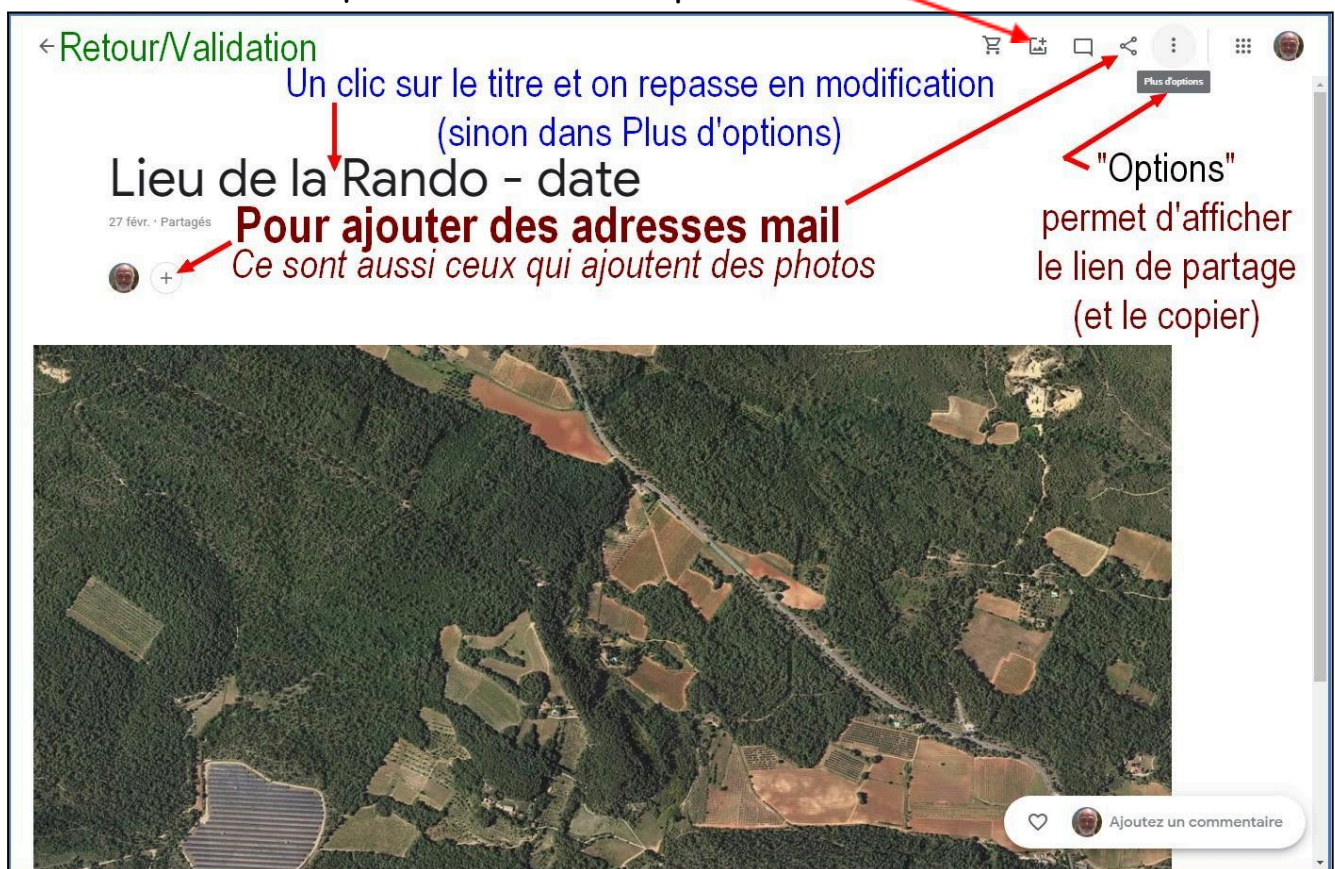 ←Retour/Validation
Un clic sur le titre et on repasse en modification
(sinon dans Plus d'options)
Plus d'options
Lieu de la Rando - date
27 févr. · Partagés
Pour ajouter des adresses mail
Ce sont aussi ceux qui ajoutent des photos
"Options"
permet d'afficher
le lien de partage
(et le copier)
Ajoutez un commentaire